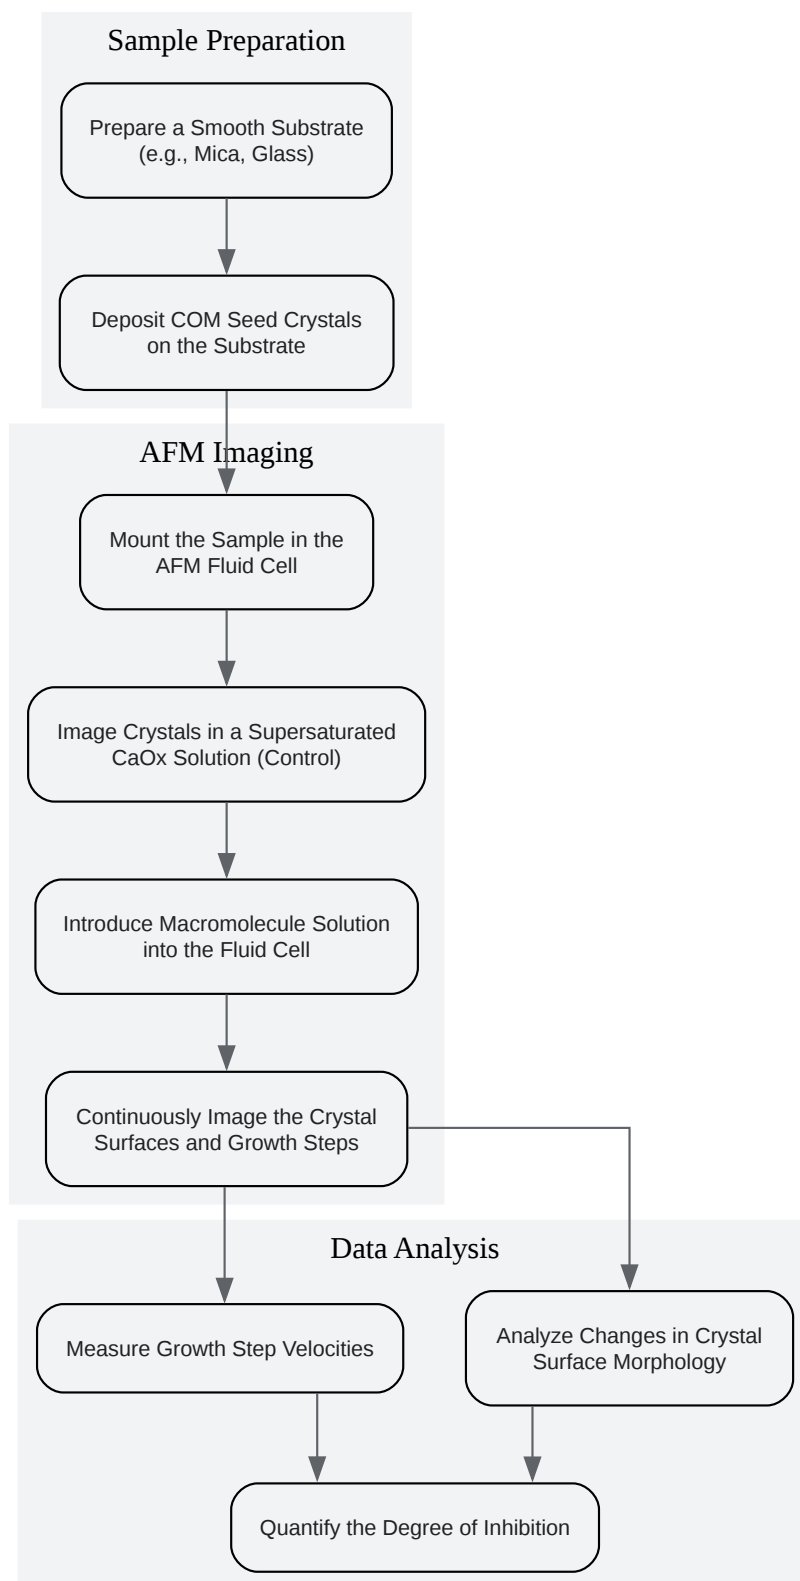 Sample Preparation
Prepare a Smooth Substrate
(e.g., Mica, Glass)
Deposit COM Seed Crystals
on the Substrate
AFM Imaging
Mount the Sample in the
AFM Fluid Cell
Image Crystals in a Supersaturated
CaOx Solution (Control)
Introduce Macromolecule Solution
into the Fluid Cell
Continuously Image the Crystal
Surfaces and Growth Steps
Data Analysis
Measure Growth Step Velocities
Analyze Changes in Crystal
Surface Morphology
Quantify the Degree of Inhibition